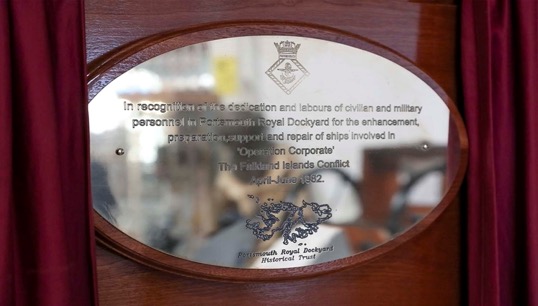 In recognition of the dedication and labours of civilian and military
personnel in Portsmouth Royal Dockyard for the enhancement,
preparation, support and repair of ships involved in
'Operation Corporate'
The Falkland Islands Conflict
April-June 1982.
Portsmouth Royal Dockyard
Historical Trust